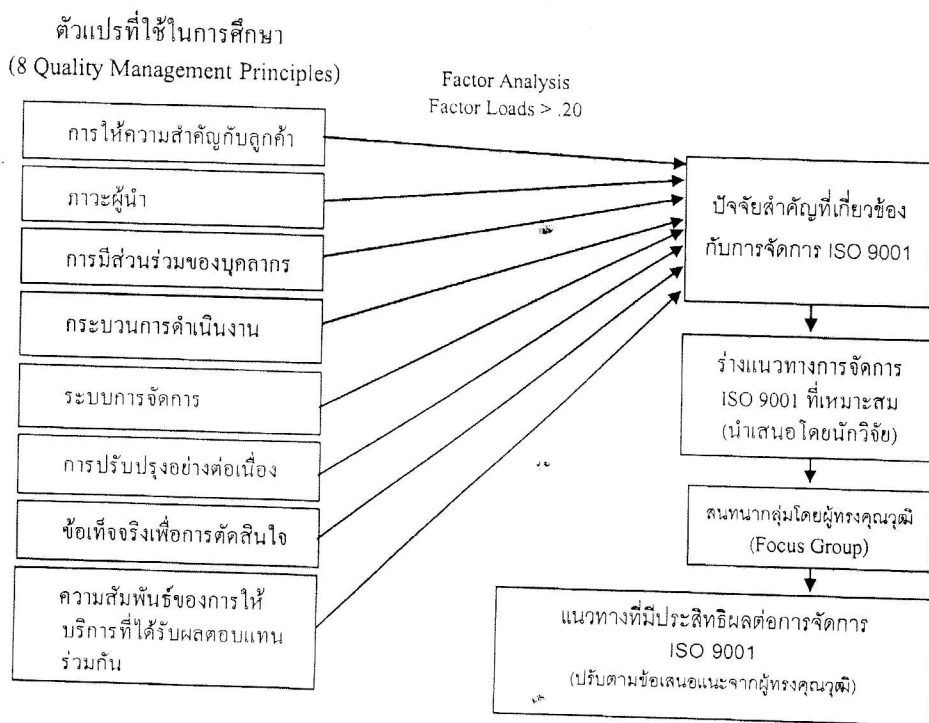 ตัวแปรที่ใช้ในการศึกษา
(8 Quality Management Principles)
Factor Analysis
Factor Loads > .20
การให้ความสำคัญกับลูกค้า
ภาวะผู้นำ
การมีส่วนร่วมของบุคลากร
กระบวนการดำเนินงาน
ระบบการจัดการ
การปรับปรุงอย่างต่อเนื่อง
ข้อเท็จจริงเพื่อการตัดสินใจ
ความสัมพันธ์ของการให้
บริการที่ได้รับผลตอบแทน
ร่วมกัน
ปัจจัยสำคัญที่เกี่ยวข้อง
กับการจัดการ ISO 9001
ร่างแนวทางการจัดการ
ISO 9001 ที่เหมาะสม
(นำเสนอโดยนักวิจัย)
สนทนากลุ่มโดยผู้ทรงคุณวุฒิ
(Focus Group)
แนวทางที่มีประสิทธิผลต่อการจัดการ
ISO 9001
(ปรับตามข้อเสนอแนะจากผู้ทรงคุณวุฒิ)